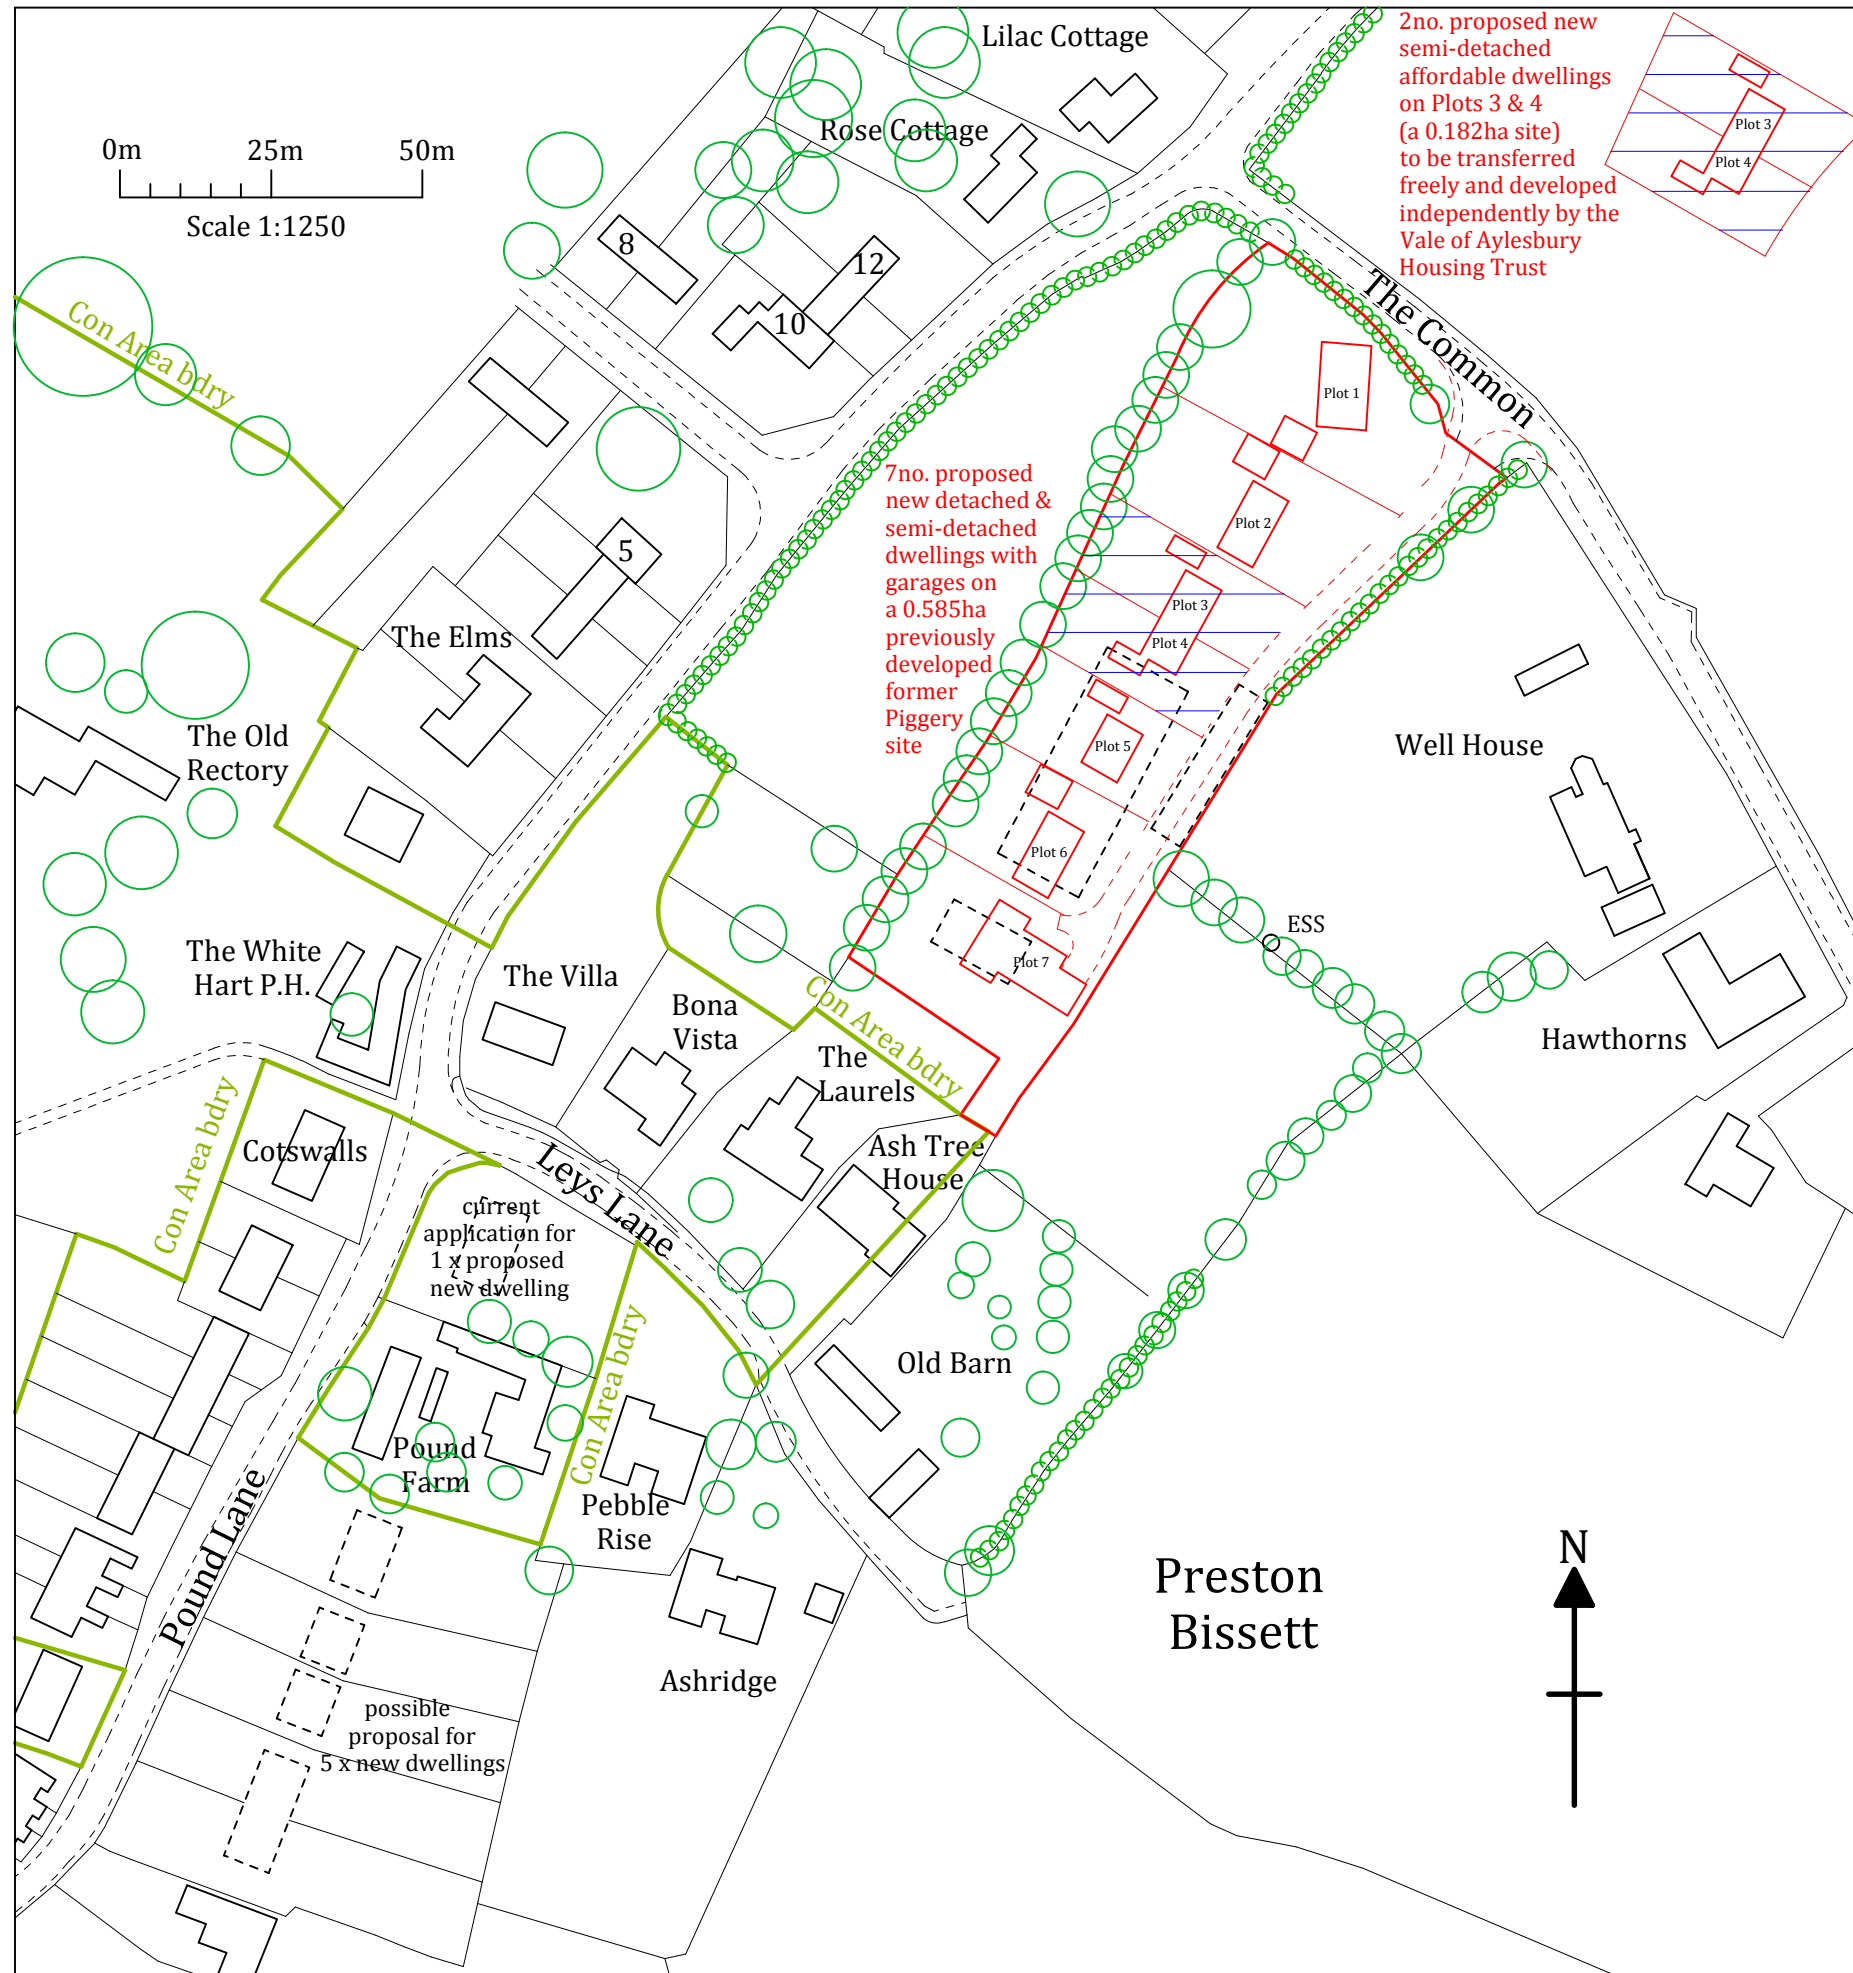 Lilac Cottage
2no. proposed new
semi-detached
affordable dwellings
on Plots 3 & 4
(a 0.182ha site)
to be transferred
freely and developed
independently by the
Vale of Aylesbury
Housing Trust
Plot 3
Plot 4
0m 25m 50m
Scale 1:1250
Rose Cottage
8
12
10
The Common
Con Area bdry
Plot 1
7no. proposed
new detached &
semi-detached
dwellings with
garages on
a 0.585ha
previously
developed
former
Piggery
site
Plot 2
5
Plot 3
Plot 4
The Elms
The Old
Rectory
Plot 5
Well House
Plot 6
ESS
The White
Hart P.H.
The Villa
Plot 7
Bona
Vista
Con Area bdry
The
Laurels
Hawthorns
Con Area bdry
Cotswalls
Ash Tree
House
Leys Lane
current
application for
1 x proposed
new dwelling
Con Area bdry
Old Barn
Pound
Farm
Pebble
Rise
Pound Lane
Preston
Bissett
N
Ashridge
possible
proposal for
5 x new dwellings